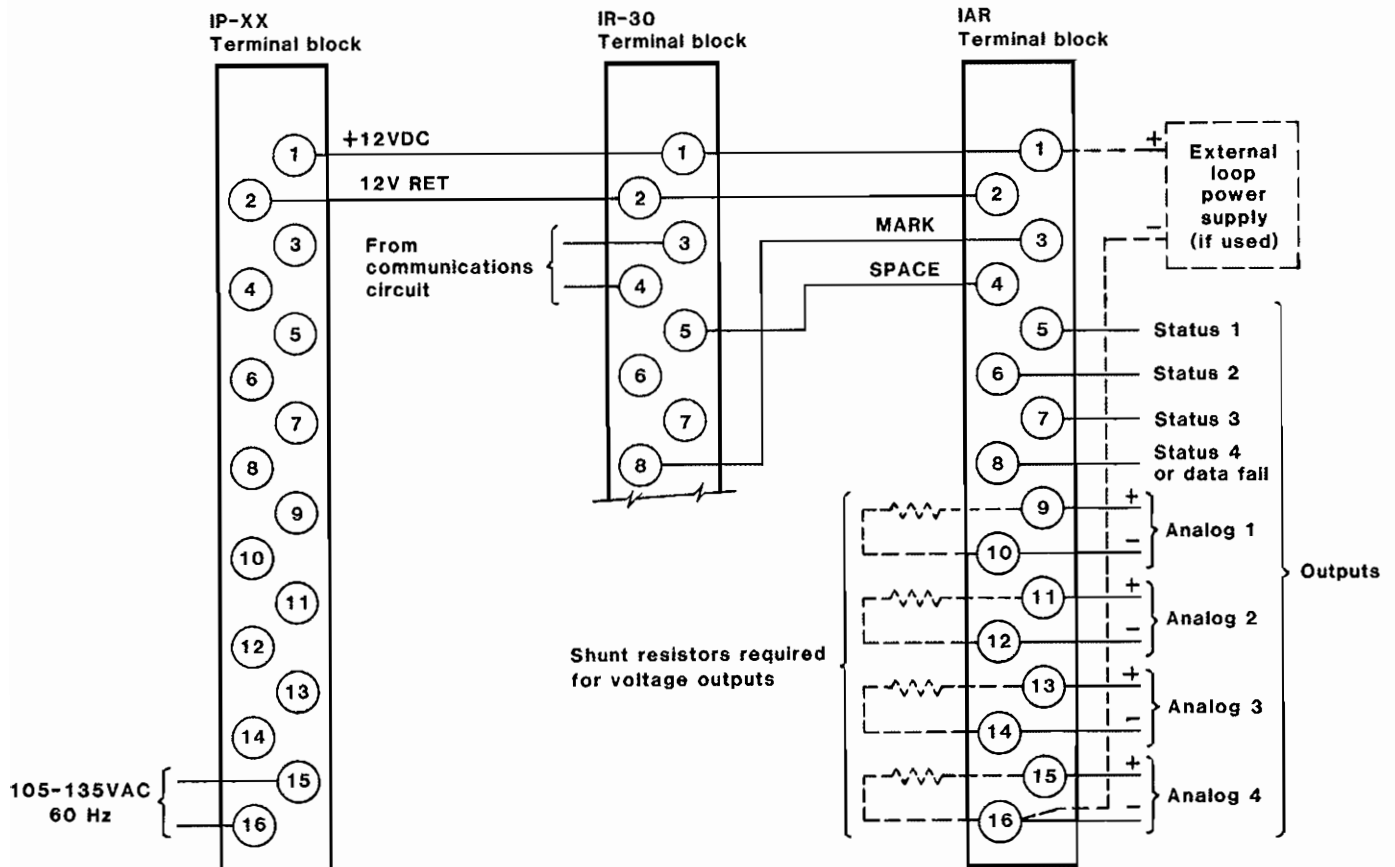 IP-XX
Terminal block
IR-30
Terminal block
IAR
Terminal block
1
+12VDC
1
1
+
External
loop
power
supply
(if used)
-
2
12V RET
2
2
3
From
communications
circuit
3
MARK
3
4
4
SPACE
4
5
5
5
Status 1
6
6
6
Status 2
7
7
7
Status 3
8
8
8
Status 4
or data fail
9
9
+
Analog 1
10
10
-
11
11
+
Analog 2
12
12
-
Outputs
Shunt resistors required
for voltage outputs
13
13
+
Analog 3
14
14
-
105-135VAC
60 Hz
15
15
+
Analog 4
16
16
-